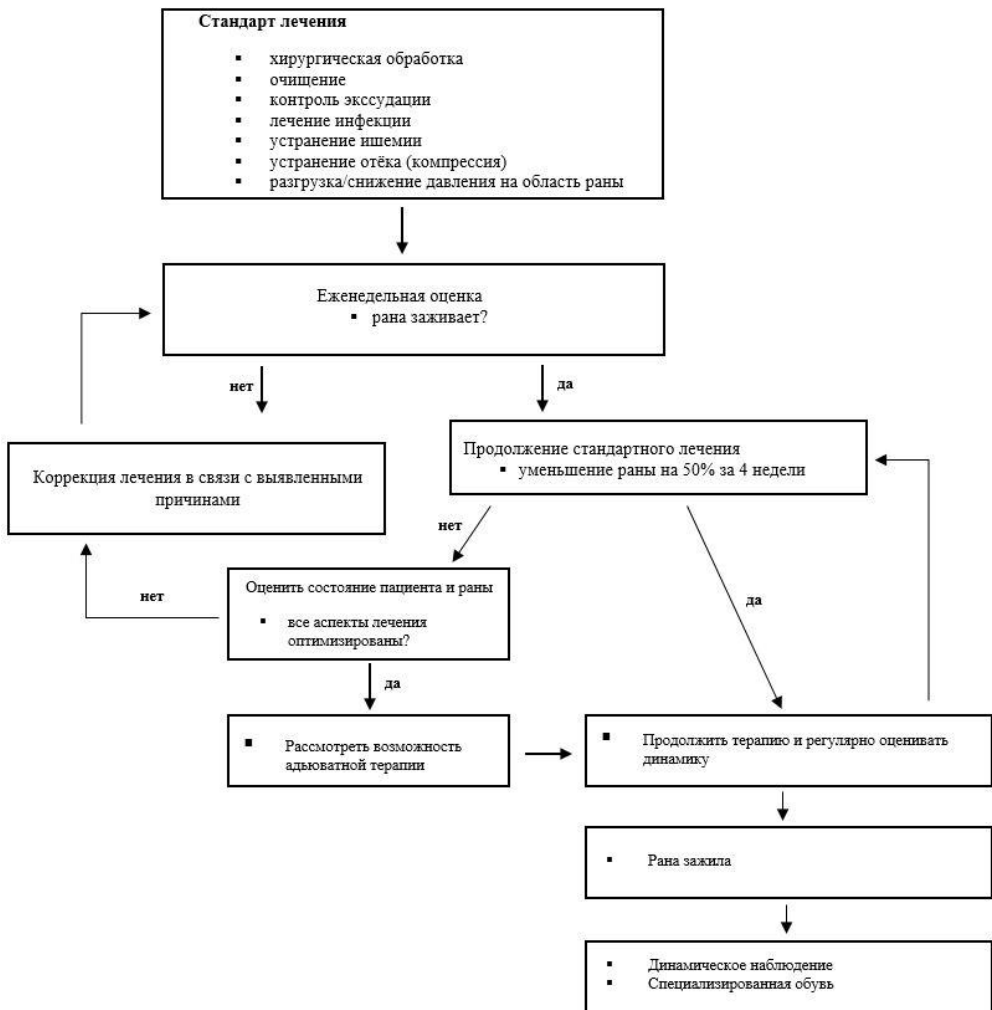 Стандарт лечения
▪ хирургическая обработка
▪ очищение
▪ контроль экссудации
▪ лечение инфекции
▪ устранение ишемии
▪ устранение отёка (компрессия)
▪ разгрузка/снижение давления на область раны
Еженедельная оценка
▪ рана заживает?
нет
да
Коррекция лечения в связи с выявленными
причинами
Продолжение стандартного лечения
▪ уменьшение раны на 50% за 4 недели
нет
да
Оценить состояние пациента и раны
▪ все аспекты лечения
оптимизированы?
нет
да
▪ Рассмотреть возможность
адьюватной терапии
▪ Продолжить терапию и регулярно оценивать
динамику
▪ Рана зажила
▪ Динамическое наблюдение
▪ Специализированная обувь